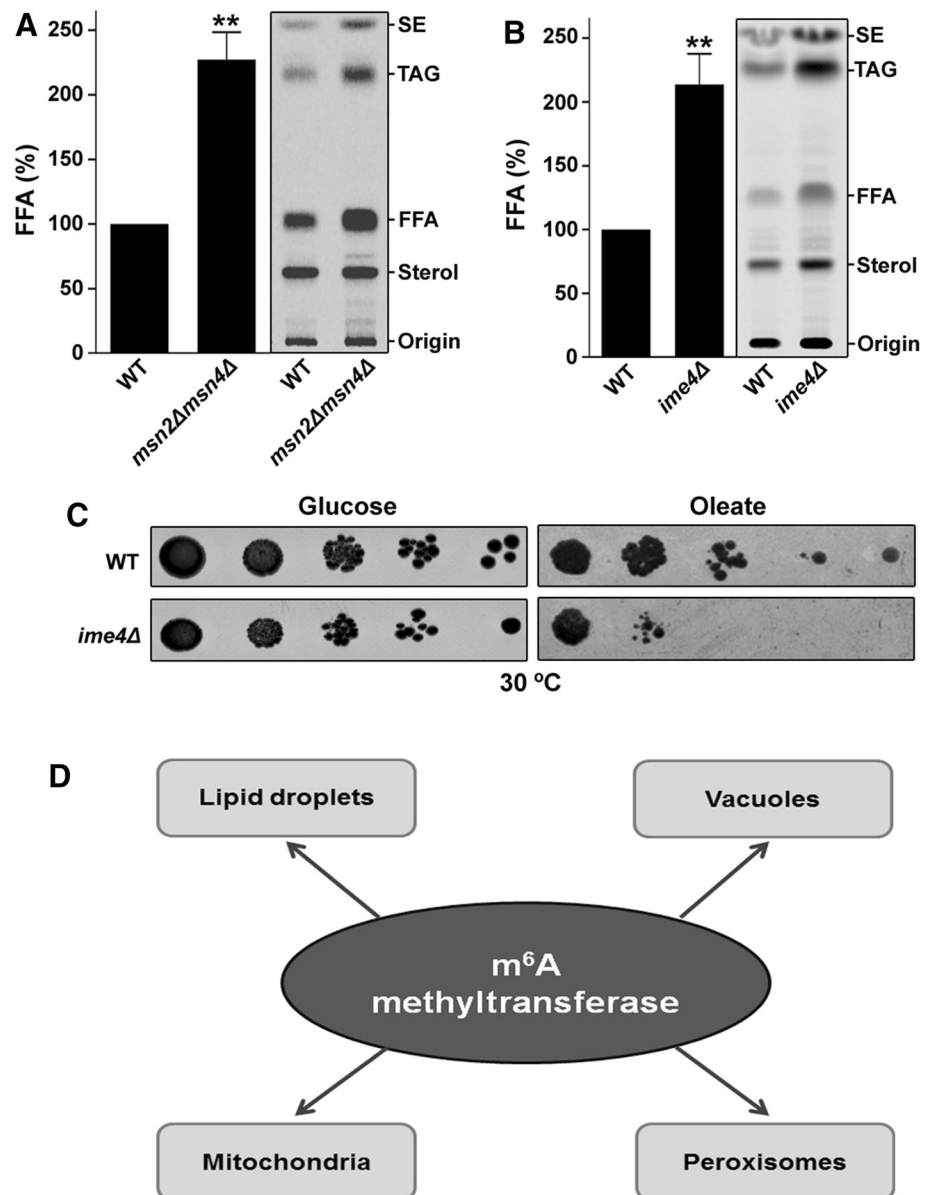 A
FFA (%)
250
200
150
100
50
0
**
WT
msn2Δmsn4Δ
WT
msn2Δmsn4Δ
SE
TAG
FFA
Sterol
Origin
B
FFA (%)
250
200
150
100
50
0
**
WT
ime4Δ
WT
ime4Δ
SE
TAG
FFA
Sterol
Origin
C
Glucose
Oleate
WT
ime4Δ
30 ºC
D
Lipid droplets
Vacuoles
m⁶A
methyltransferase
Mitochondria
Peroxisomes